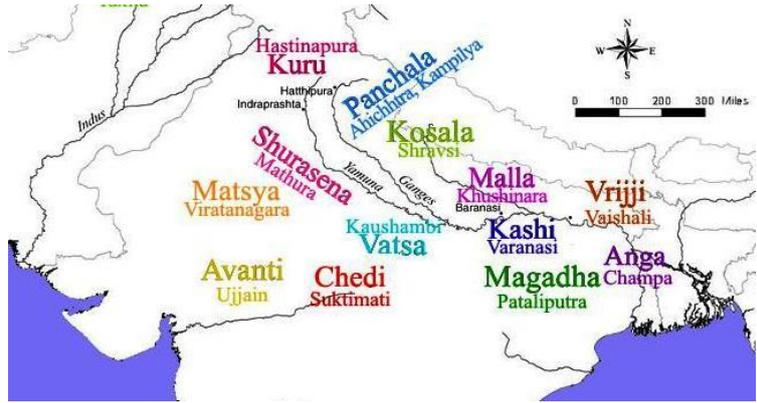 Hastinapura
Kuru
Hatthipura
Indraprashta
Panchala
Ahichhitra, Kampilya
Indus
Kosala
Shravsi
Shurasena
Mathura
Yamuna
Ganges
Matsya
Viratanagara
Malla
Khushinara
Baranasi
Vrijji
Vaishali
Kaushambi
Vatsa
Kashi
Varanasi
Avanti
Ujjain
Chedi
Suktimati
Magadha
Pataliputra
Anga
Champa
N
W E
S
0 100 200 300 Miles